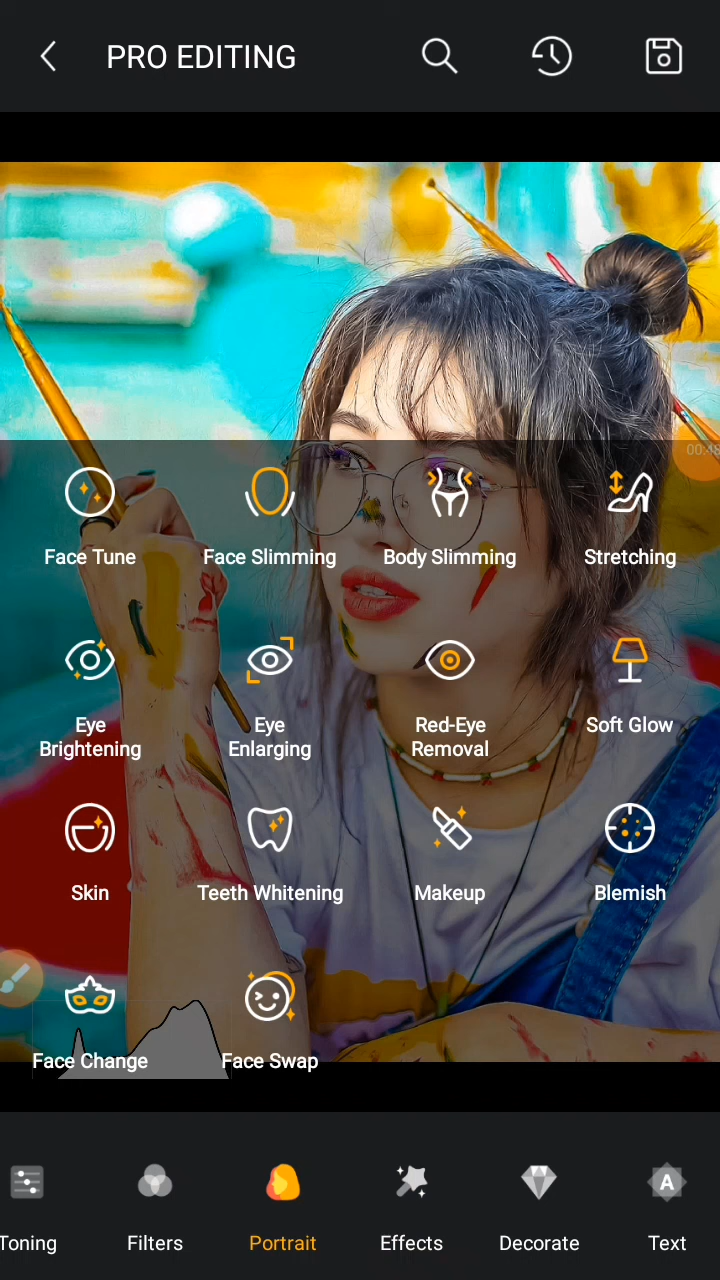 PRO EDITING
Face Tune
Face Slimming
Body Slimming
Stretching
Eye
Brightening
Eye
Enlarging
Red-Eye
Removal
Soft Glow
Skin
Teeth Whitening
Makeup
Blemish
Face Change
Face Swap
Toning
Filters
Portrait
Effects
Decorate
A
Text